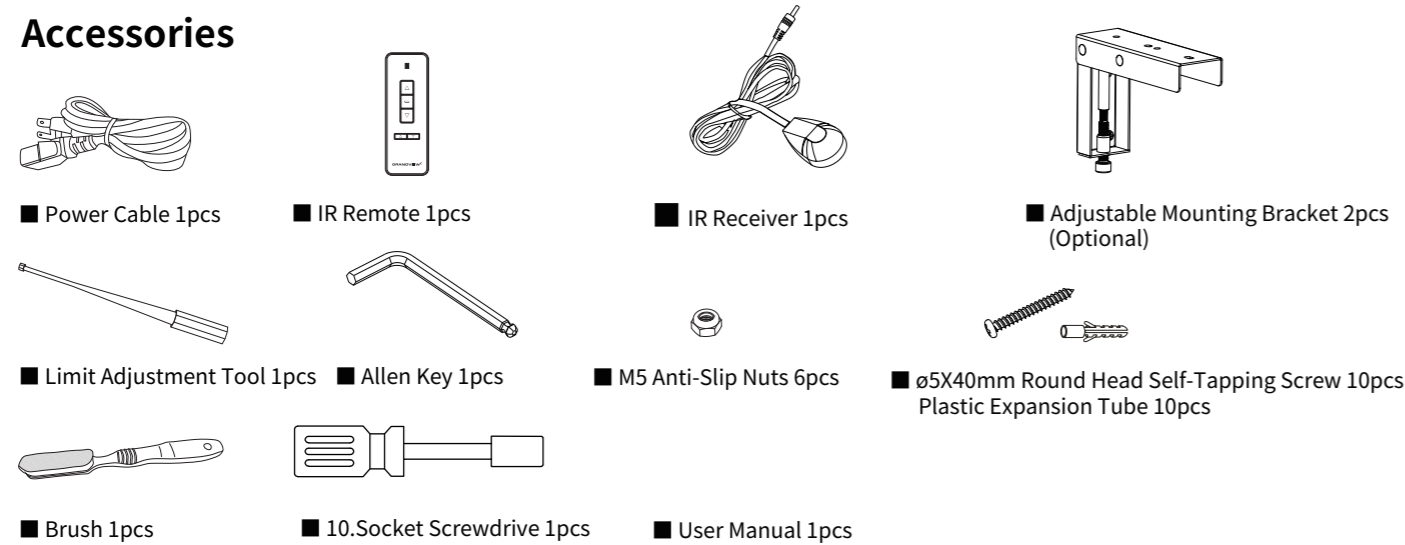 Accessories
GRANDVIEW
■ Power Cable 1pcs
■ IR Remote 1pcs
■ IR Receiver 1pcs
■ Adjustable Mounting Bracket 2pcs
(Optional)
■ Limit Adjustment Tool 1pcs
■ Allen Key 1pcs
■ M5 Anti-Slip Nuts 6pcs
■ ø5X40mm Round Head Self-Tapping Screw 10pcs
Plastic Expansion Tube 10pcs
■ Brush 1pcs
■ 10.Socket Screwdrive 1pcs
■ User Manual 1pcs